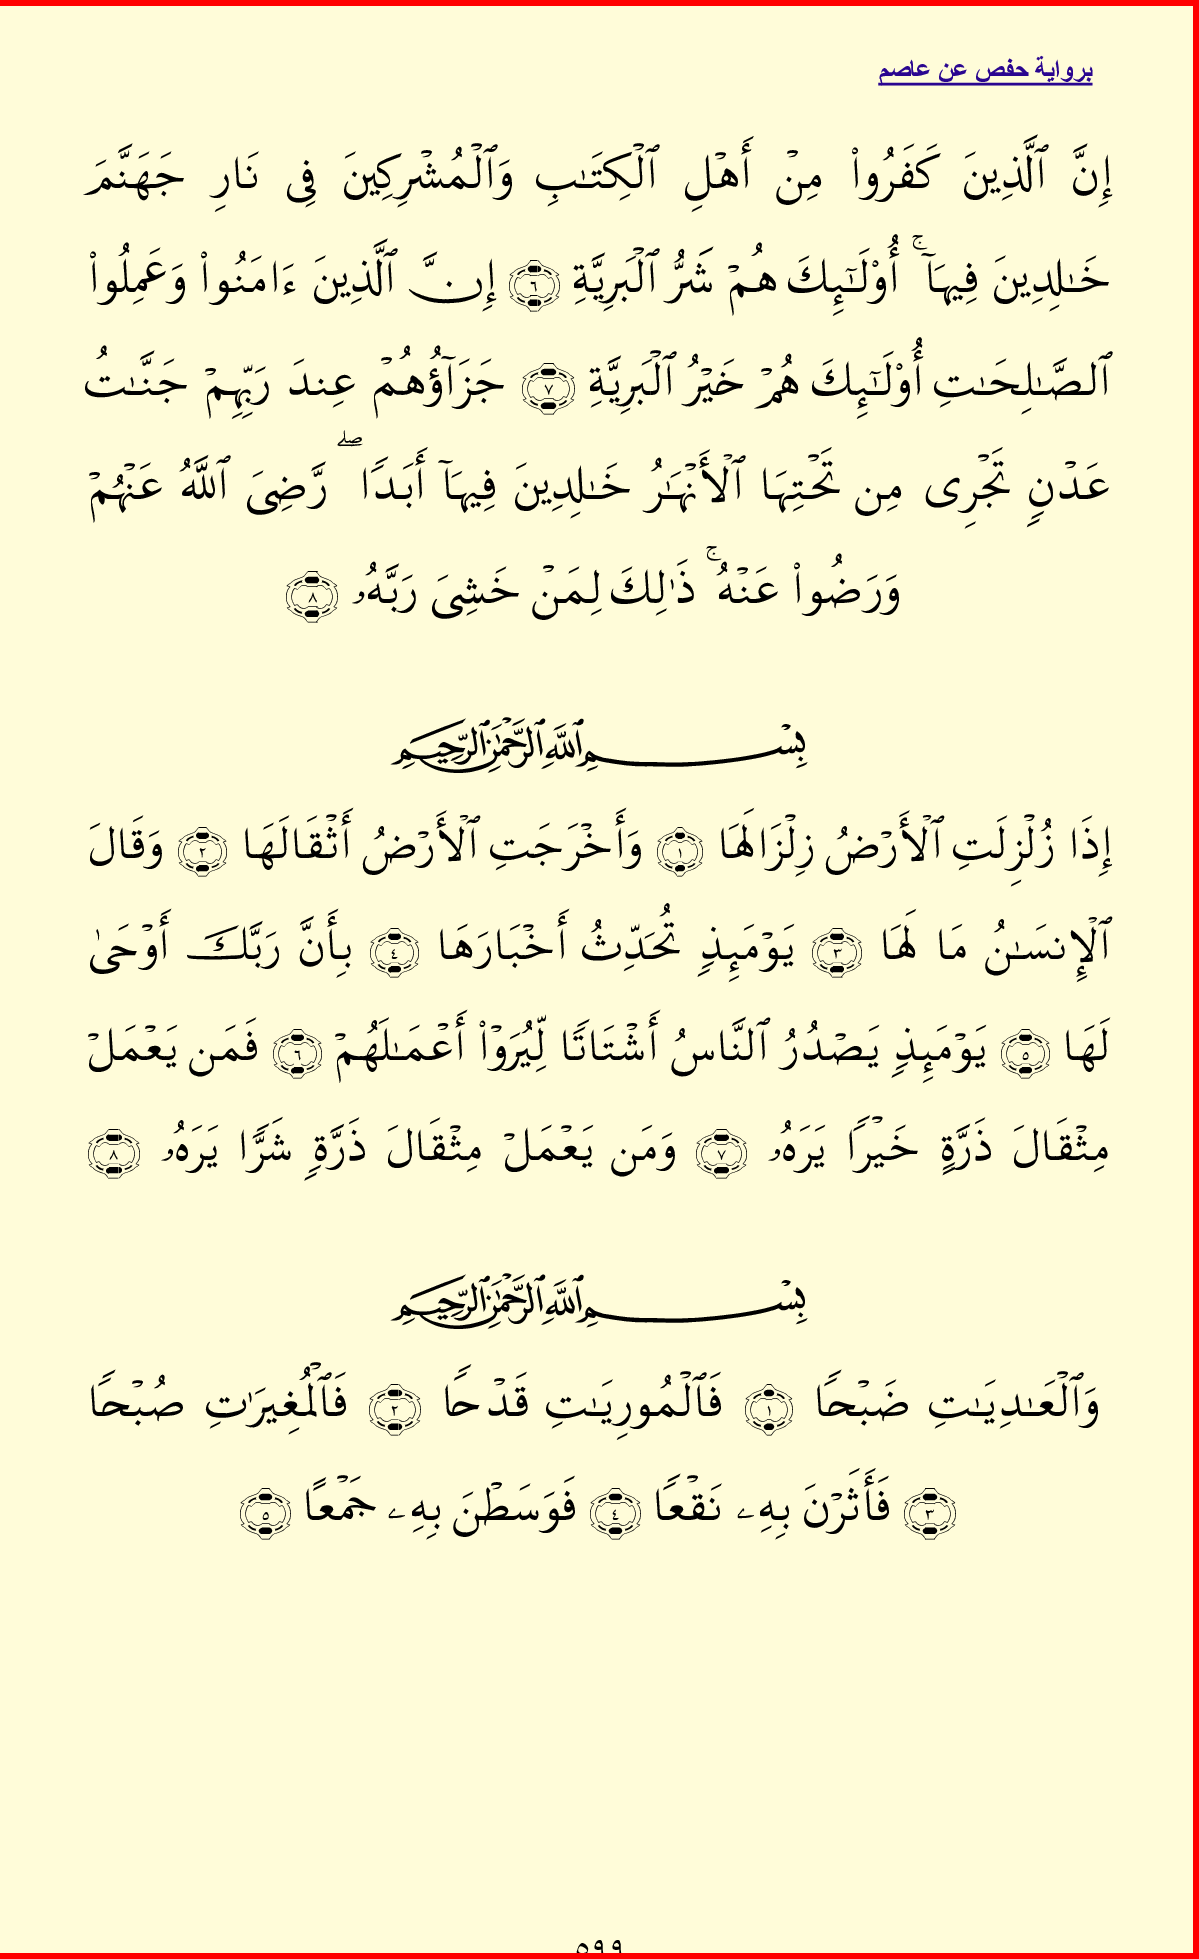 برواية حفص عن عاصم
إِنَّ ٱلَّذِينَ كَفَرُوا۟ مِنْ أَهْلِ ٱلْكِتَـٰبِ وَٱلْمُشْرِكِينَ فِى نَارِ جَهَنَّمَ
خَـٰلِدِينَ فِيهَآ ۚ أُو۟لَـٰٓئِكَ هُمْ شَرُّ ٱلْبَرِيَّةِ ٦ إِنَّ ٱلَّذِينَ ءَامَنُوا۟ وَعَمِلُوا۟
ٱلصَّـٰلِحَـٰتِ أُو۟لَـٰٓئِكَ هُمْ خَيْرُ ٱلْبَرِيَّةِ ٧ جَزَآؤُهُمْ عِندَ رَبِّهِمْ جَنَّـٰتُ
عَدْنٍ تَجْرِى مِن تَحْتِهَا ٱلْأَنْهَـٰرُ خَـٰلِدِينَ فِيهَآ أَبَدًا ۖ رَّضِىَ ٱللَّهُ عَنْهُمْ
وَرَضُوا۟ عَنْهُ ۚ ذَٰلِكَ لِمَنْ خَشِىَ رَبَّهُۥ ٨
بِسْمِ ٱللَّهِ ٱلرَّحْمَـٰنِ ٱلرَّحِيمِ
إِذَا زُلْزِلَتِ ٱلْأَرْضُ زِلْزَالَهَا ١ وَأَخْرَجَتِ ٱلْأَرْضُ أَثْقَالَهَا ٢ وَقَالَ
ٱلْإِنسَـٰنُ مَا لَهَا ٣ يَوْمَئِذٍ تُحَدِّثُ أَخْبَارَهَا ٤ بِأَنَّ رَبَّكَ أَوْحَىٰ
لَهَا ٥ يَوْمَئِذٍ يَصْدُرُ ٱلنَّاسُ أَشْتَاتًا لِّيُرَوْا۟ أَعْمَـٰلَهُمْ ٦ فَمَن يَعْمَلْ
مِثْقَالَ ذَرَّةٍ خَيْرًا يَرَهُۥ ٧ وَمَن يَعْمَلْ مِثْقَالَ ذَرَّةٍ شَرًّا يَرَهُۥ ٨
بِسْمِ ٱللَّهِ ٱلرَّحْمَـٰنِ ٱلرَّحِيمِ
وَٱلْعَـٰدِيَـٰتِ ضَبْحًا ١ فَٱلْمُورِيَـٰتِ قَدْحًا ٢ فَٱلْمُغِيرَٰتِ صُبْحًا
٣ فَأَثَرْنَ بِهِۦ نَقْعًا ٤ فَوَسَطْنَ بِهِۦ جَمْعًا ٥
٥٩٩